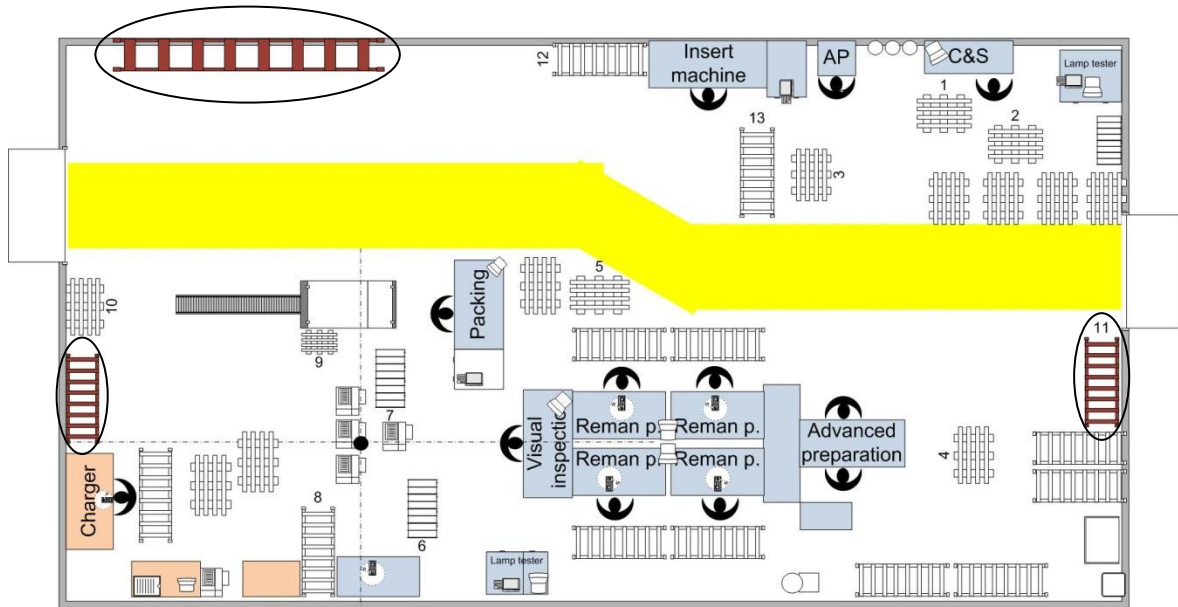 12
Insert
machine
AP
C&S
Lamp tester
1
2
13
3
5
10
Packing
9
11
7
Visual
inspectic
Reman p.
Reman p.
Reman p.
Reman p.
Advanced
preparation
4
Charger
8
6
Lamp tester